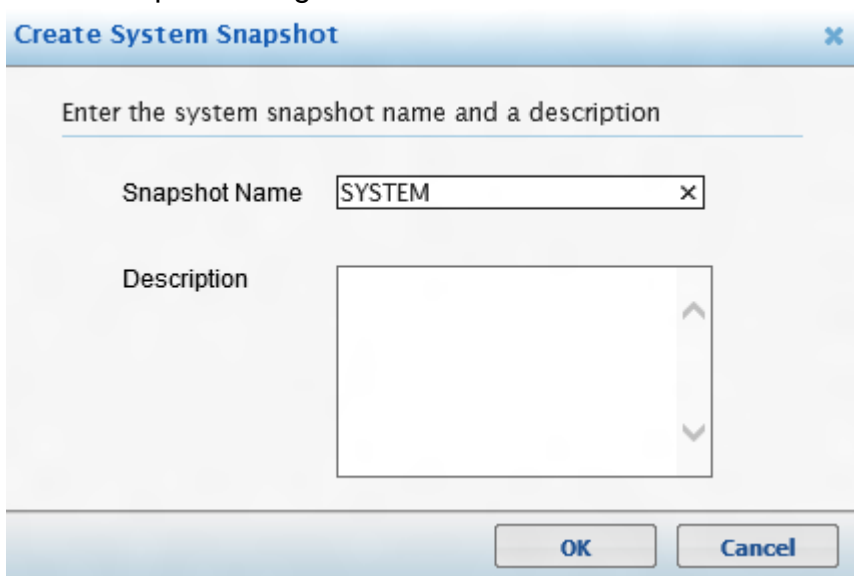 Create System Snapshot
Enter the system snapshot name and a description
Snapshot Name SYSTEM
Description
OK Cancel